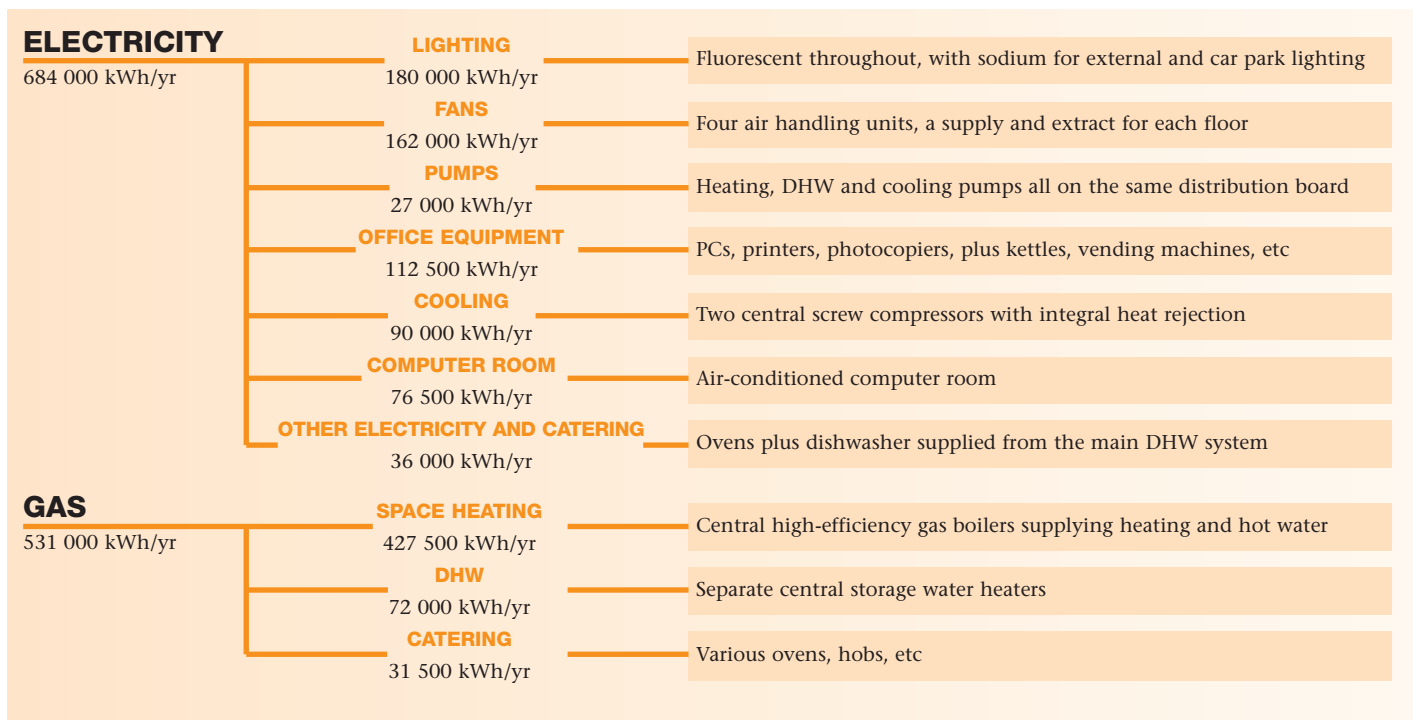 ELECTRICITY
684 000 kWh/yr
LIGHTING
180 000 kWh/yr
Fluorescent throughout, with sodium for external and car park lighting
FANS
162 000 kWh/yr
Four air handling units, a supply and extract for each floor
PUMPS
27 000 kWh/yr
Heating, DHW and cooling pumps all on the same distribution board
OFFICE EQUIPMENT
112 500 kWh/yr
PCs, printers, photocopiers, plus kettles, vending machines, etc
COOLING
90 000 kWh/yr
Two central screw compressors with integral heat rejection
COMPUTER ROOM
76 500 kWh/yr
Air-conditioned computer room
OTHER ELECTRICITY AND CATERING
36 000 kWh/yr
Ovens plus dishwasher supplied from the main DHW system
GAS
531 000 kWh/yr
SPACE HEATING
427 500 kWh/yr
Central high-efficiency gas boilers supplying heating and hot water
DHW
72 000 kWh/yr
Separate central storage water heaters
CATERING
31 500 kWh/yr
Various ovens, hobs, etc